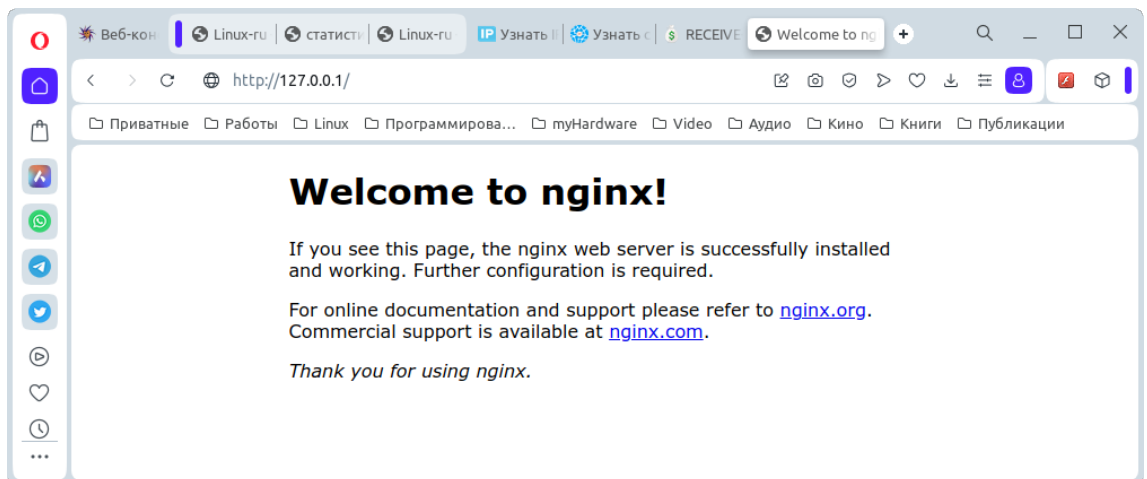 Веб-кон Linux-ru статисти Linux-ru IP Узнать Узнать с $ RECEIVE Welcome to ng
http://127.0.0.1/
Приватные Работы Linux Программирова... myHardware Video Аудио Кино Книги Публикации
Welcome to nginx!
If you see this page, the nginx web server is successfully installed
and working. Further configuration is required.
For online documentation and support please refer to nginx.org.
Commercial support is available at nginx.com.
Thank you for using nginx.